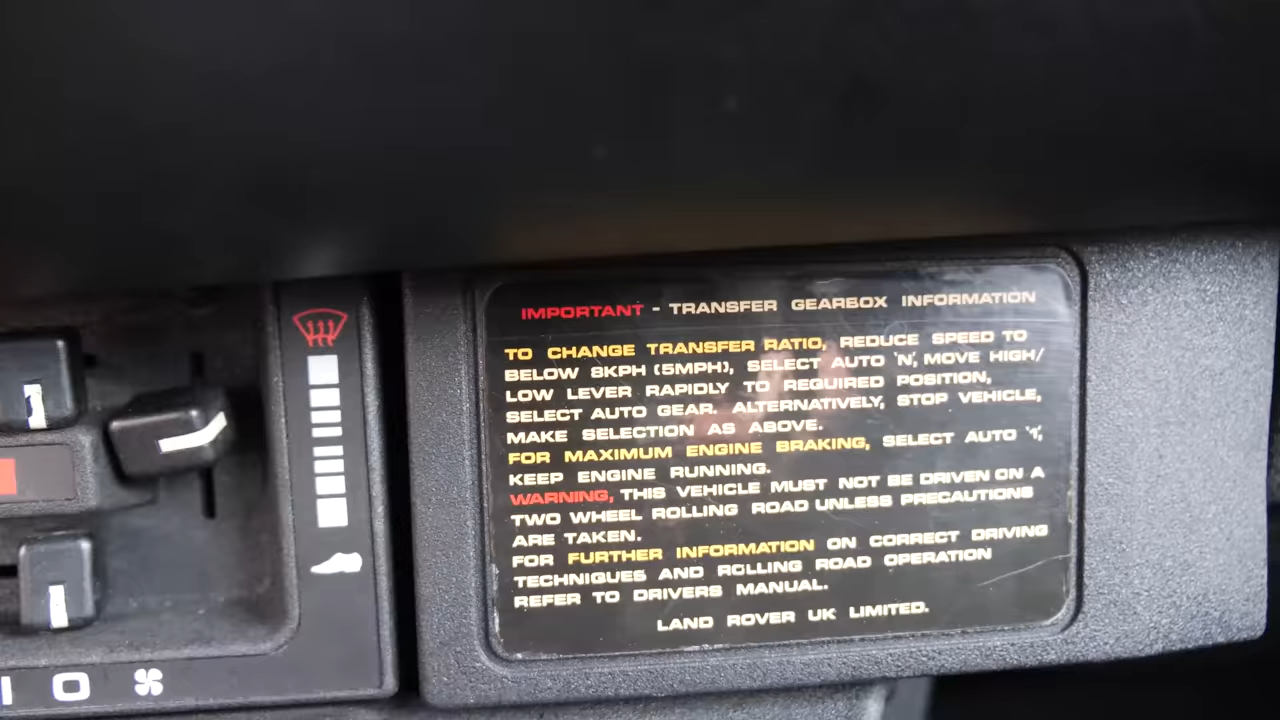 IMPORTANT - TRANSFER GEARBOX INFORMATION
TO CHANGE TRANSFER RATIO, REDUCE SPEED TO
BELOW 8KPH (5MPH), SELECT AUTO 'N', MOVE HIGH/
LOW LEVER RAPIDLY TO REQUIRED POSITION,
SELECT AUTO GEAR. ALTERNATIVELY, STOP VEHICLE,
MAKE SELECTION AS ABOVE.
FOR MAXIMUM ENGINE BRAKING, SELECT AUTO '1',
KEEP ENGINE RUNNING.
WARNING, THIS VEHICLE MUST NOT BE DRIVEN ON A
TWO WHEEL ROLLING ROAD UNLESS PRECAUTIONS
ARE TAKEN.
FOR FURTHER INFORMATION ON CORRECT DRIVING
TECHNIQUES AND ROLLING ROAD OPERATION
REFER TO DRIVERS MANUAL.
LAND ROVER UK LIMITED.
I O